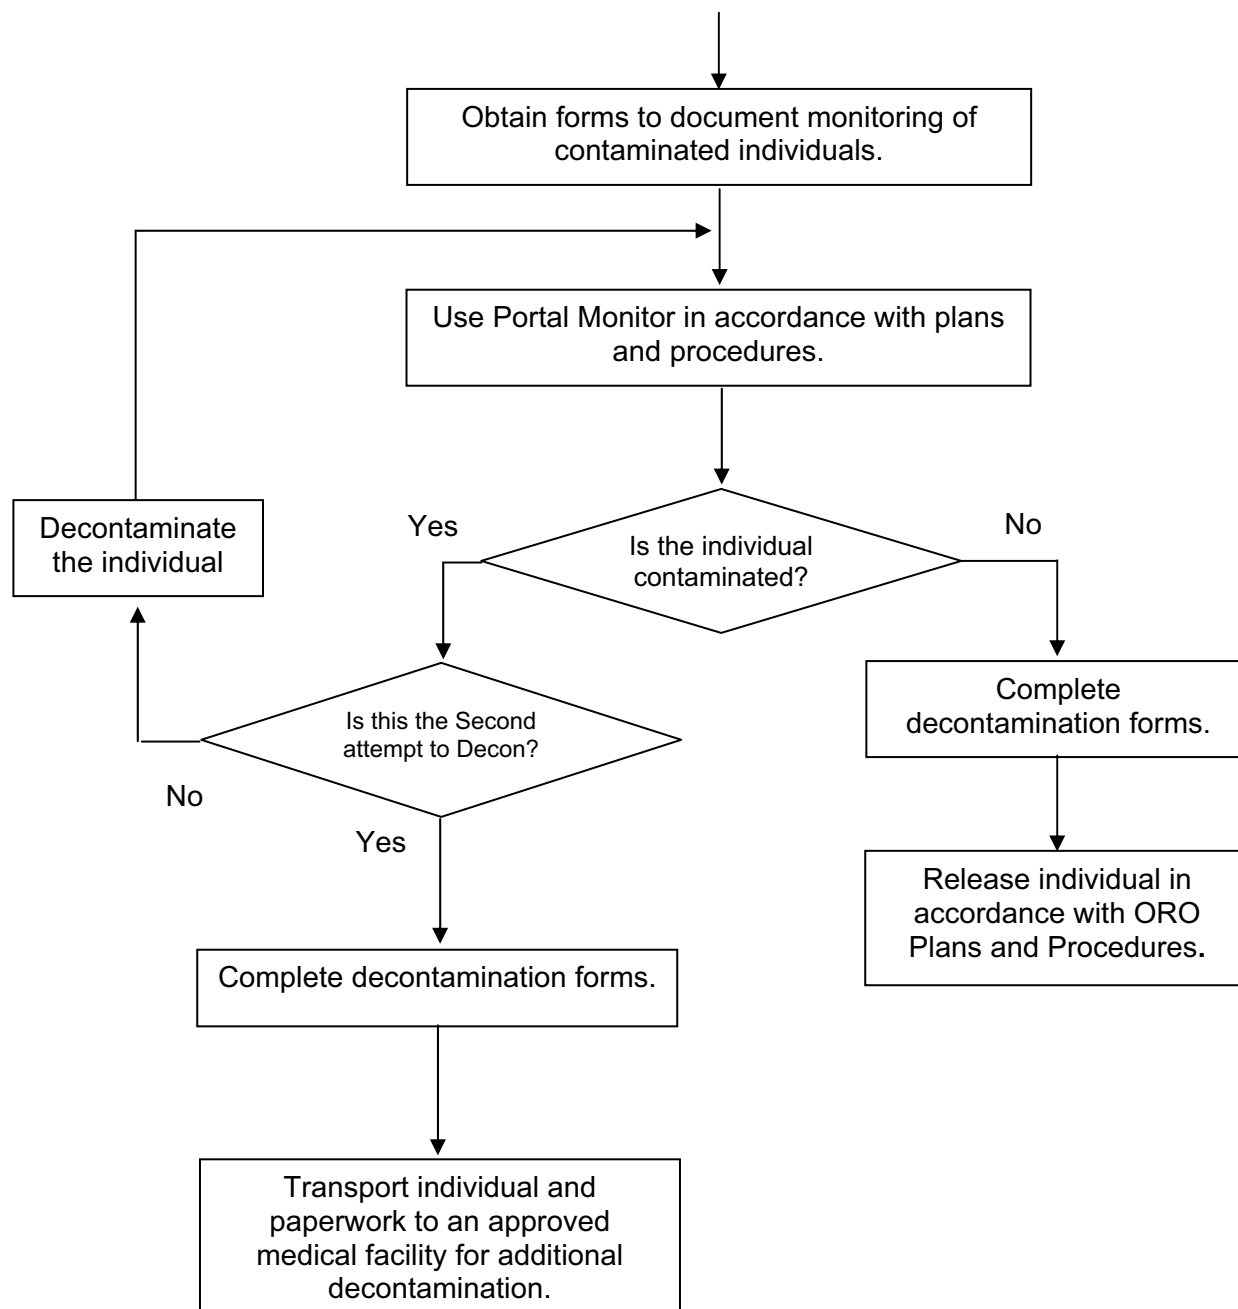 Obtain forms to document monitoring of
contaminated individuals.
Use Portal Monitor in accordance with plans
and procedures.
Decontaminate
the individual
Yes
Is the individual
contaminated?
No
Is this the Second
attempt to Decon?
No
Yes
Complete
decontamination forms.
Release individual in
accordance with ORO
Plans and Procedures.
Complete decontamination forms.
Transport individual and
paperwork to an approved
medical facility for additional
decontamination.